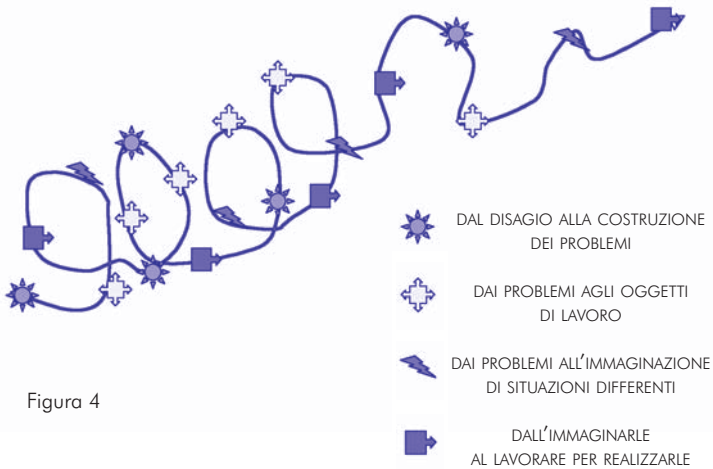 DAL DISAGIO ALLA COSTRUZIONE
DEI PROBLEMI
DAI PROBLEMI AGLI OGGETTI
DI LAVORO
DAI PROBLEMI ALL'IMMAGINAZIONE
DI SITUAZIONI DIFFERENTI
DALL'IMMAGINARLE
AL LAVORARE PER REALIZZARLE
Figura 4